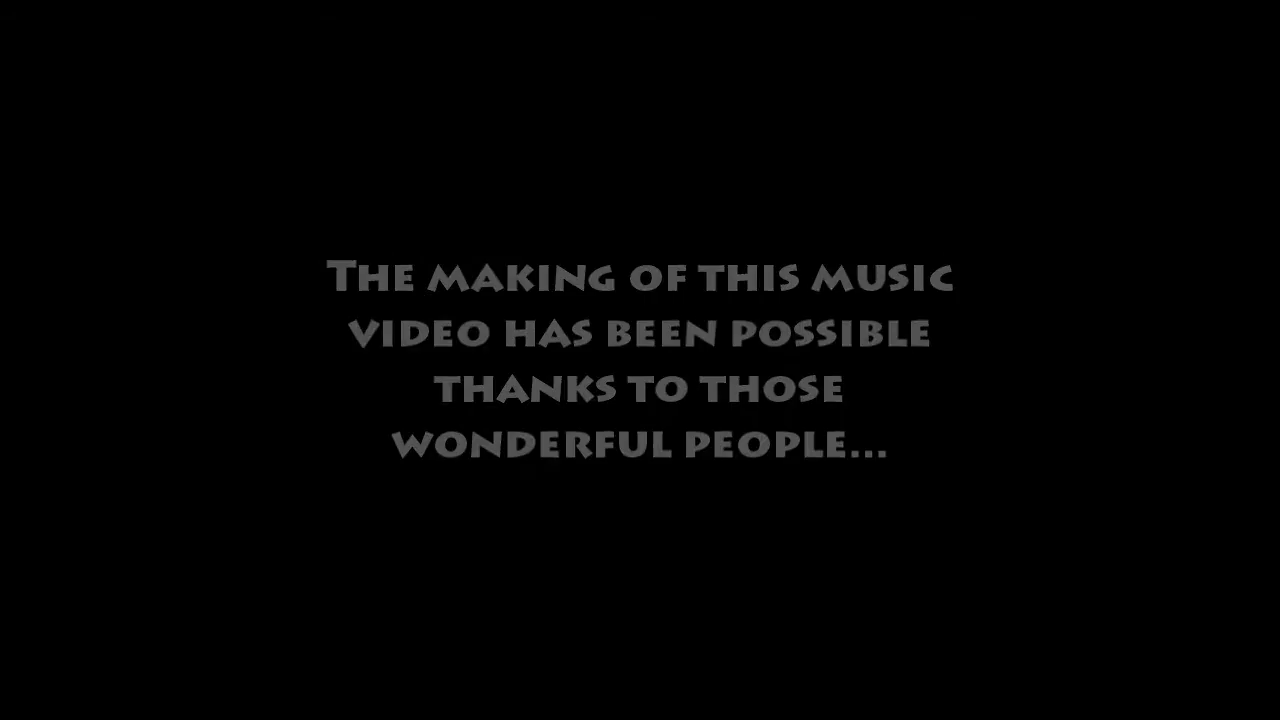 The making of this music
video has been possible
thanks to those
wonderful people...